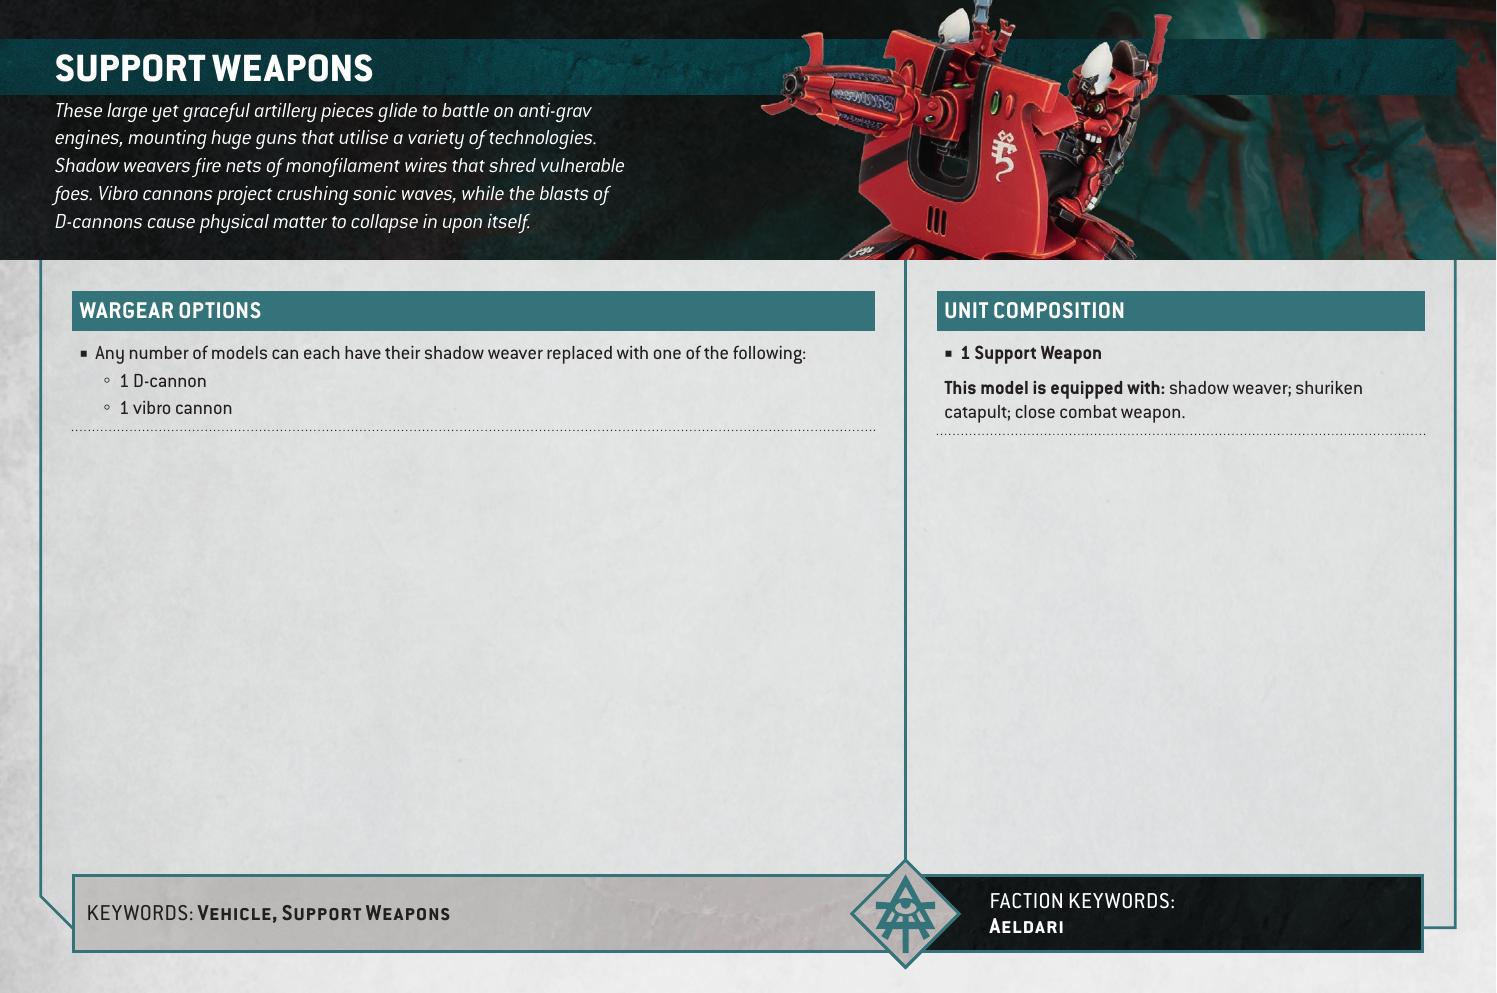 SUPPORT WEAPONS
These large yet graceful artillery pieces glide to battle on anti-grav
engines, mounting huge guns that utilise a variety of technologies.
Shadow weavers fire nets of monofilament wires that shred vulnerable
foes. Vibro cannons project crushing sonic waves, while the blasts of
D-cannons cause physical matter to collapse in upon itself.
WARGEAR OPTIONS
■ Any number of models can each have their shadow weaver replaced with one of the following:
◦ 1 D-cannon
◦ 1 vibro cannon
UNIT COMPOSITION
■ 1 Support Weapon
This model is equipped with: shadow weaver; shuriken
catapult; close combat weapon.
KEYWORDS: VEHICLE, SUPPORT WEAPONS
FACTION KEYWORDS:
AELDARI